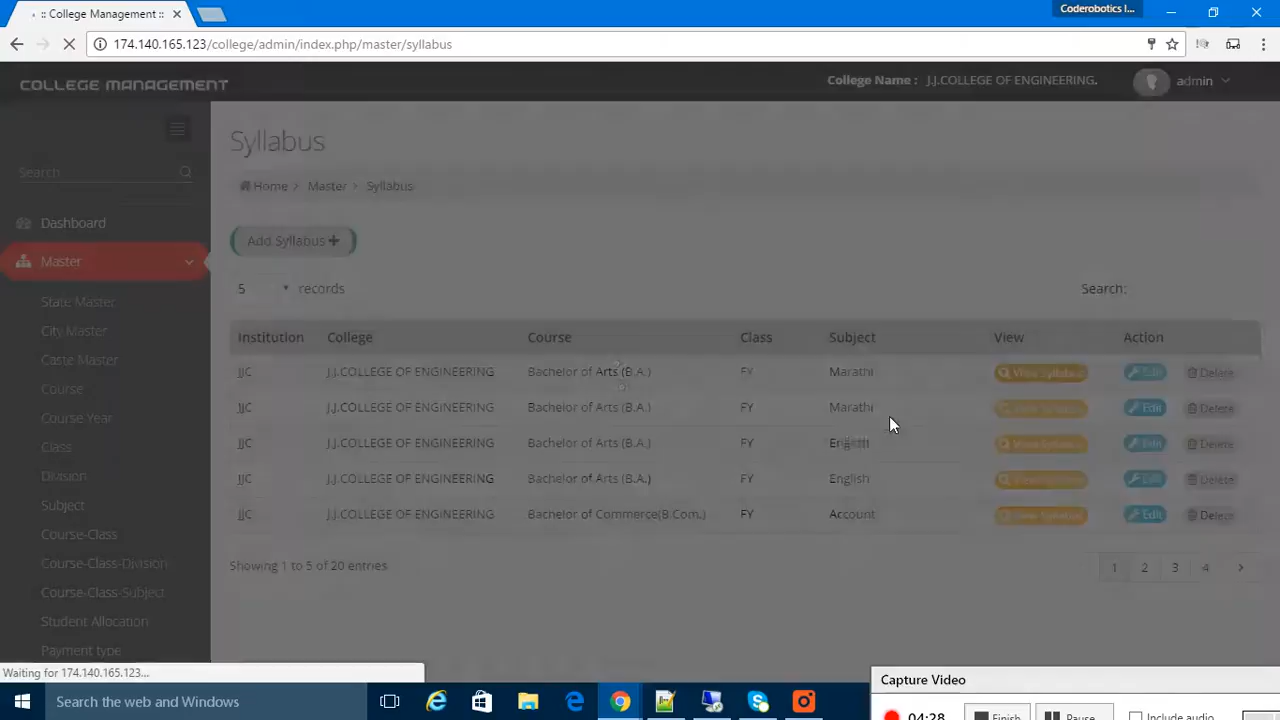 :: College Management ::
Coderobotics I...
174.140.165.123/college/admin/index.php/master/syllabus
COLLEGE MANAGEMENT
College Name : J.J.COLLEGE OF ENGINEERING.
admin
Search
Dashboard
Master
State Master
City Master
Caste Master
Course
Course Year
Class
Division
Subject
Course-Class
Course-Class-Division
Course-Class-Subject
Student Allocation
Payment type
Syllabus
Home > Master > Syllabus
Add Syllabus
5 records
Search:
Institution College Course Class Subject View Action
JJC J.J.COLLEGE OF ENGINEERING Bachelor of Arts (B.A.) FY Marathi View Syllabus Edit Delete
JJC J.J.COLLEGE OF ENGINEERING Bachelor of Arts (B.A.) FY Marathi View Syllabus Edit Delete
JJC J.J.COLLEGE OF ENGINEERING Bachelor of Arts (B.A.) FY English View Syllabus Edit Delete
JJC J.J.COLLEGE OF ENGINEERING Bachelor of Arts (B.A.) FY English View Syllabus Edit Delete
JJC J.J.COLLEGE OF ENGINEERING Bachelor of Commerce(B.Com.) FY Account View Syllabus Edit Delete
Showing 1 to 5 of 20 entries
1 2 3 4
Waiting for 174.140.165.123...
Search the web and Windows
Capture Video
04:28 Finish Pause Include audio